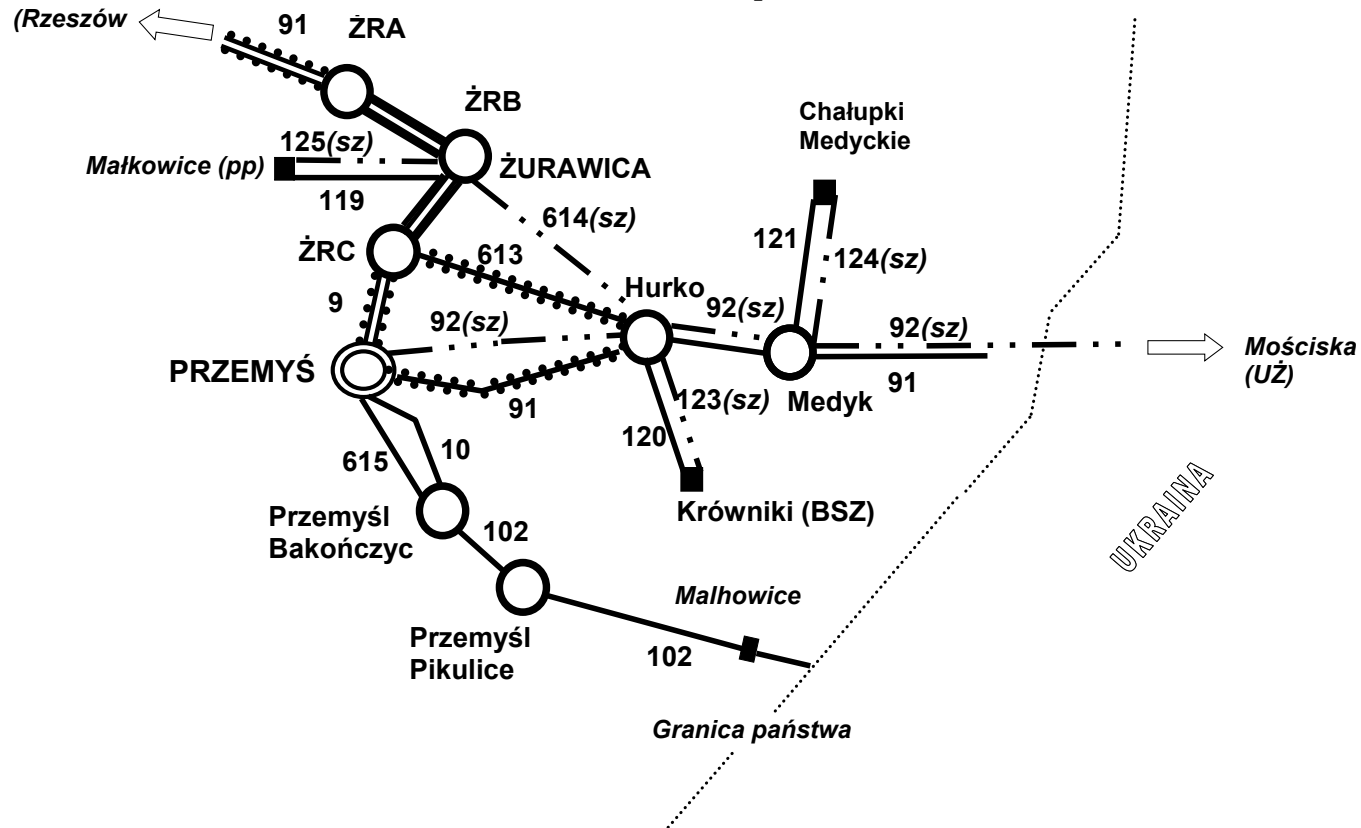 (Rzeszów
91
ŻRA
ŻRB
125(sz)
Małkowice (pp)
ŻURAWICA
119
614(sz)
Chałupki
Medyckie
ŻRC
613
121
124(sz)
9
Hurko
92(sz)
92(sz)
92(sz)
PRZEMYŚ
91
123(sz)
Medyk
91
Mościska
(UŻ)
120
10
615
Krówniki (BSZ)
Przemyśl
Bakończyc
102
UKRAINA
Malhowice
Przemyśl
Pikulice
102
Granica państwa